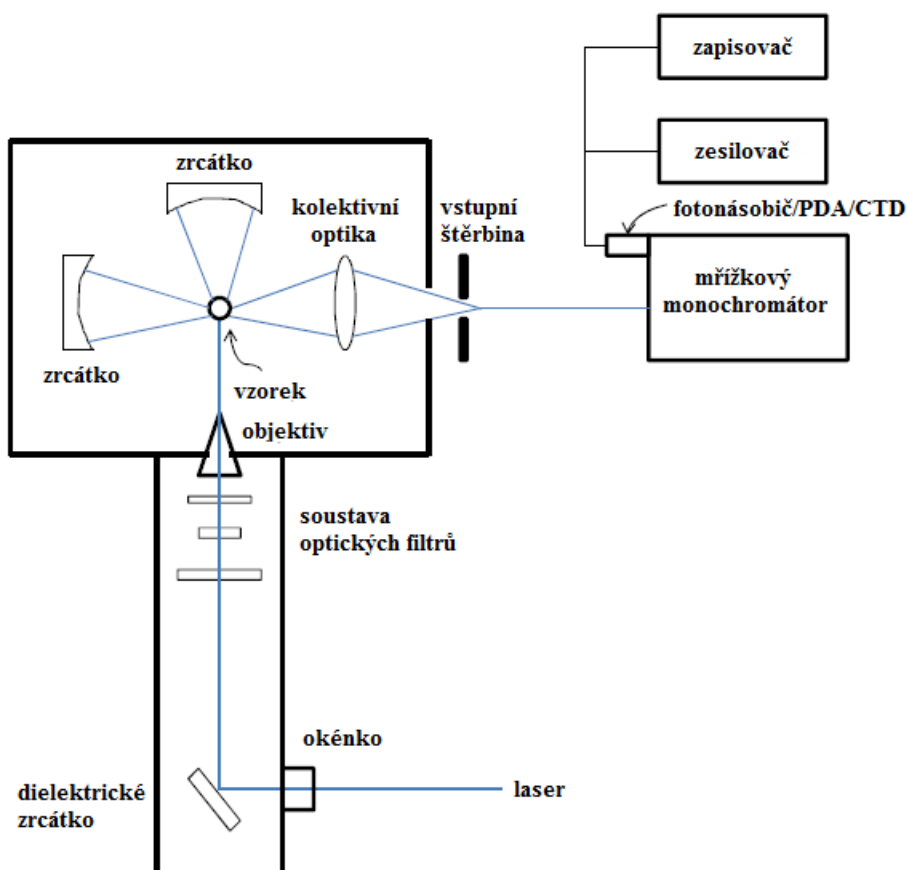 zapisovač
zesilovač
fotonásobič/PDA/CTD
mřížkový
monochromátor
zrcátko
kolektivní
optika
vstupní
štěrbina
zrcátko
vzorek
objektiv
soustava
optických filtrů
okénko
laser
dielektrické
zrcátko